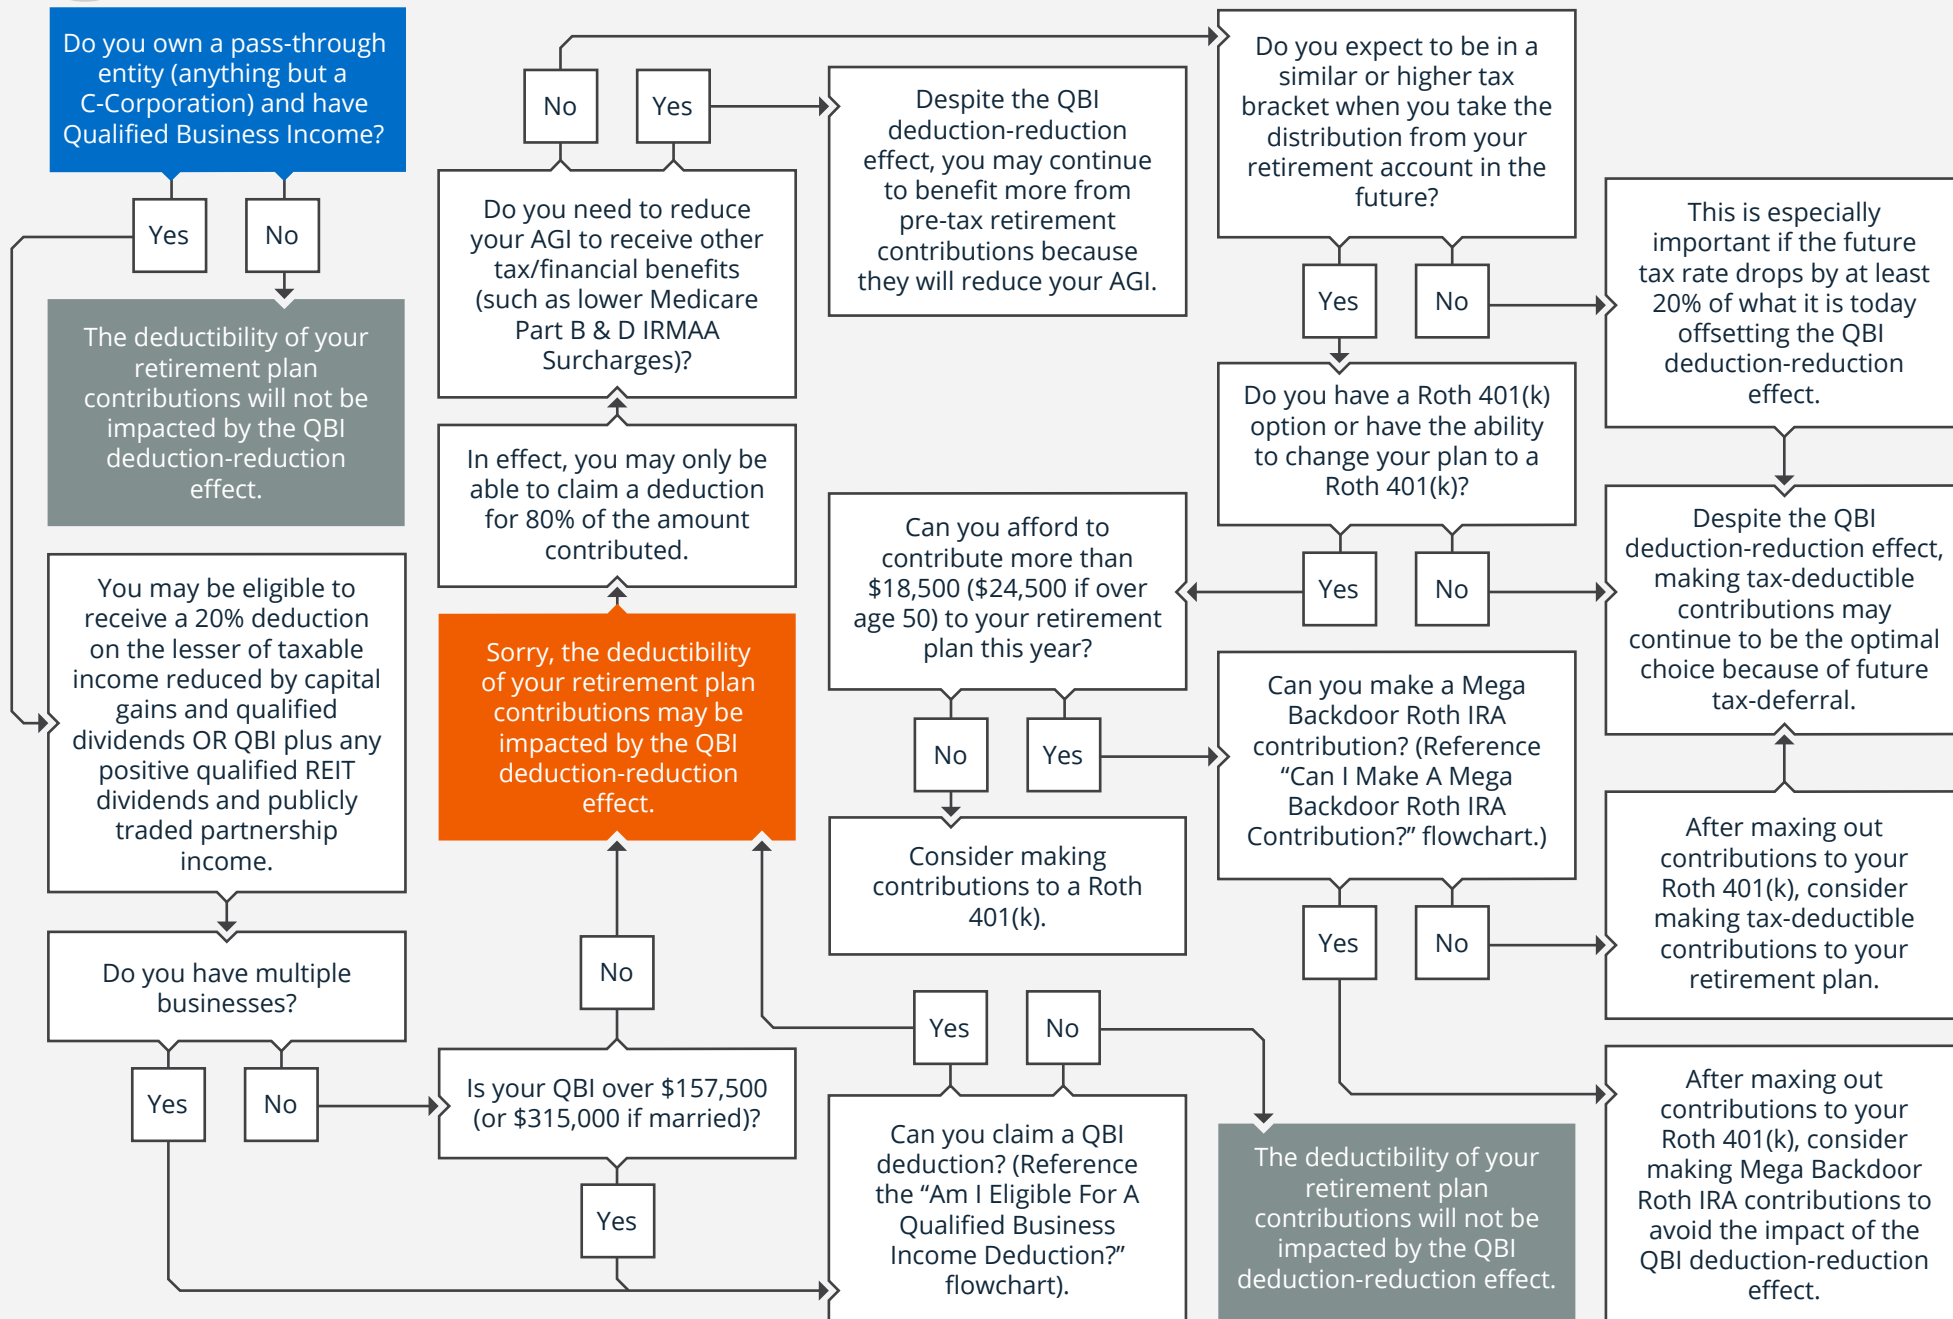 Do you own a pass-through
entity (anything but a
C-Corporation) and have
Qualified Business Income?
Yes
No
The deductibility of your
retirement plan
contributions will not be
impacted by the QBI
deduction-reduction
effect.
You may be eligible to
receive a 20% deduction
on the lesser of taxable
income reduced by capital
gains and qualified
dividends OR QBI plus any
positive qualified REIT
dividends and publicly
traded partnership
income.
Do you have multiple
businesses?
Yes
No
No
Yes
Do you need to reduce
your AGI to receive other
tax/financial benefits
(such as lower Medicare
Part B & D IRMAA
Surcharges)?
In effect, you may only be
able to claim a deduction
for 80% of the amount
contributed.
Sorry, the deductibility
of your retirement plan
contributions may be
impacted by the QBI
deduction-reduction
effect.
No
Is your QBI over $157,500
(or $315,000 if married)?
Yes
Despite the QBI
deduction-reduction
effect, you may continue
to benefit more from
pre-tax retirement
contributions because
they will reduce your AGI.
Can you afford to
contribute more than
$18,500 ($24,500 if over
age 50) to your retirement
plan this year?
No
Yes
Consider making
contributions to a Roth
401(k).
Yes
No
Can you claim a QBI
deduction? (Reference
the “Am I Eligible For A
Qualified Business
Income Deduction?”
flowchart).
Do you expect to be in a
similar or higher tax
bracket when you take the
distribution from your
retirement account in the
future?
Yes
No
Do you have a Roth 401(k)
option or have the ability
to change your plan to a
Roth 401(k)?
Yes
No
Can you make a Mega
Backdoor Roth IRA
contribution? (Reference
“Can I Make A Mega
Backdoor Roth IRA
Contribution?” flowchart.)
Yes
No
The deductibility of your
retirement plan
contributions will not be
impacted by the QBI
deduction-reduction effect.
This is especially
important if the future
tax rate drops by at least
20% of what it is today
offsetting the QBI
deduction-reduction
effect.
Despite the QBI
deduction-reduction effect,
making tax-deductible
contributions may
continue to be the optimal
choice because of future
tax-deferral.
After maxing out
contributions to your
Roth 401(k), consider
making tax-deductible
contributions to your
retirement plan.
After maxing out
contributions to your
Roth 401(k), consider
making Mega Backdoor
Roth IRA contributions to
avoid the impact of the
QBI deduction-reduction
effect.